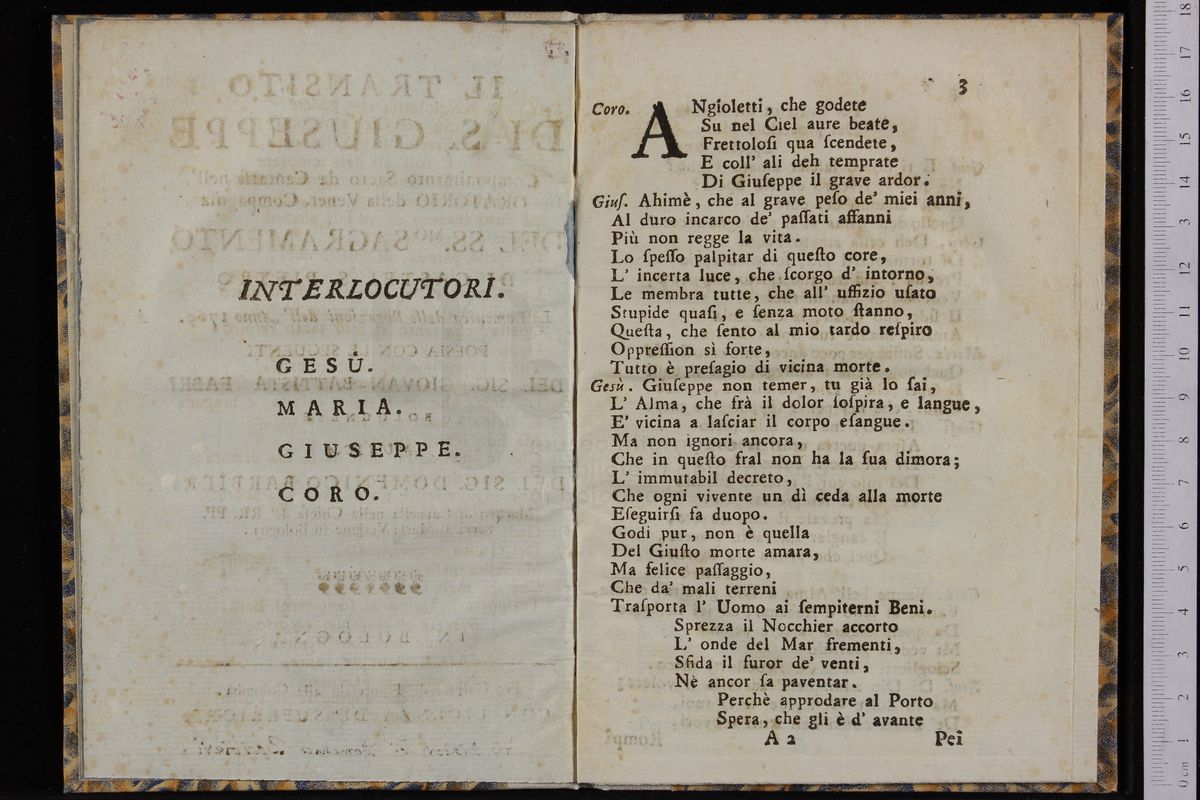 INTERLOCUTORI.
GESÙ.
MARIA.
GIUSEPPE.
CORO.
3
Coro. ANgioletti, che godete
Su nel Ciel aure beate,
Frettoloſi qua ſcendete,
E coll' ali deh temprate
Di Giuſeppe il grave ardor.
Giuſ. Ahimè, che al grave peſo de' miei anni,
Al duro incarco de' paſſati affanni
Più non regge la vita.
Lo ſpeſſo palpitar di queſto core,
L' incerta luce, che ſcorgo d' intorno,
Le membra tutte, che all' uffizio uſato
Stupide quaſi, e ſenza moto ſtanno,
Queſta, che ſento al mio tardo reſpiro
Oppreſſion sì forte,
Tutto è preſagio di vicina morte.
Gesù. Giuſeppe non temer, tu già lo ſai,
L' Alma, che frà il dolor ſoſpira, e langue,
E' vicina a laſciar il corpo eſangue.
Ma non ignori ancora,
Che in queſto fral non ha la ſua dimora;
L' immutabil decreto,
Che ogni vivente un dì ceda alla morte
Eſeguirſi fa duopo.
Godi pur, non è quella
Del Giuſto morte amara,
Ma felice paſſaggio,
Che da' mali terreni
Traſporta l' Uomo ai ſempiterni Beni.
Sprezza il Nocchier accorto
L' onde del Mar frementi,
Sfida il furor de' venti,
Nè ancor ſa paventar.
Perchè approdare al Porto
Spera, che gli è d' avante
A 2 Pei